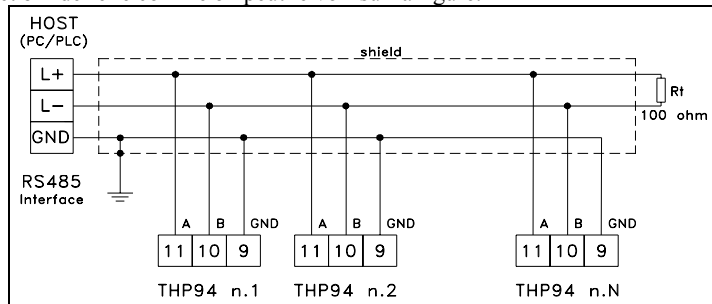 HOST
(PC/PLC)
shield
L+
L-
GND
Rt
100 ohm
RS485
Interface
A B GND
11 10 9
THP94 n.1
A B GND
11 10 9
THP94 n.2
A B GND
11 10 9
THP94 n.N